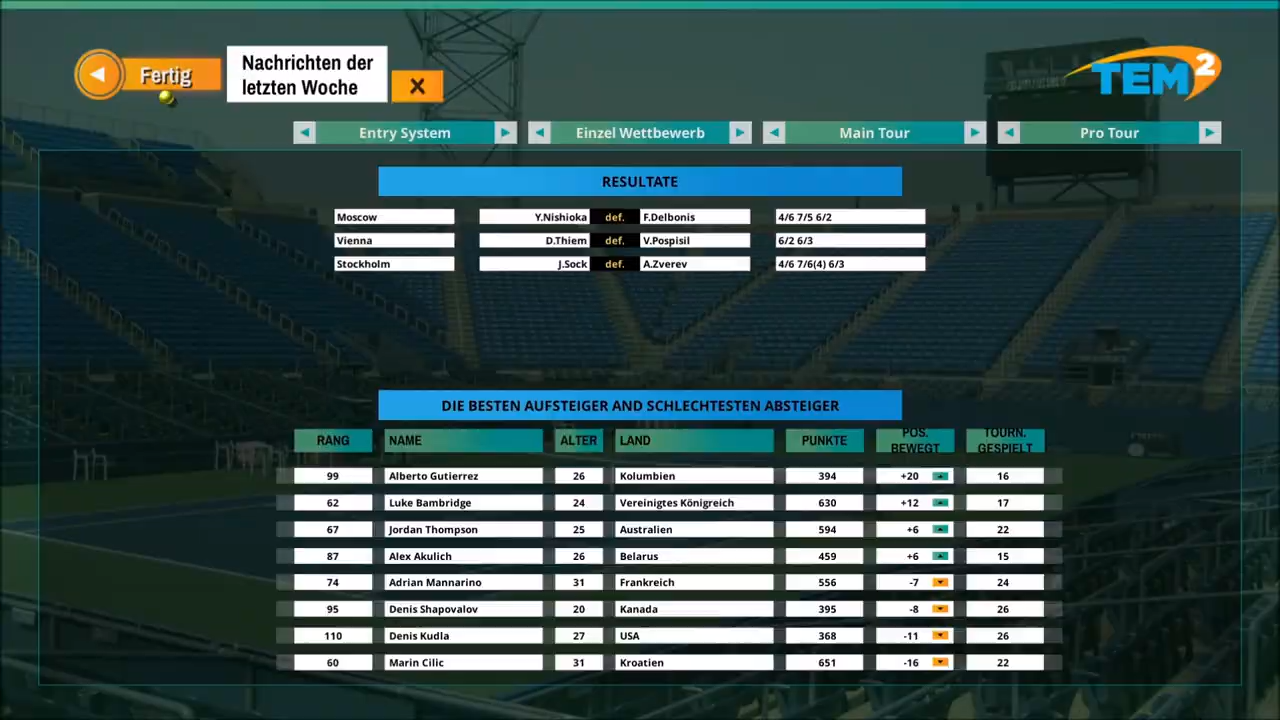 Fertig
Nachrichten der
letzten Woche
TEM2
Entry System
Einzel Wettbewerb
Main Tour
Pro Tour
RESULTATE
Moscow Y.Nishioka def. F.Delbonis 4/6 7/5 6/2
Vienna D.Thiem def. V.Pospisil 6/2 6/3
Stockholm J.Sock def. A.Zverev 4/6 7/6(4) 6/3
DIE BESTEN AUFSTEIGER AND SCHLECHTESTEN ABSTEIGER
RANG NAME ALTER LAND PUNKTE POS. BEWEGT TOURN. GESPIELT
99 Alberto Gutierrez 26 Kolumbien 394 +20 16
62 Luke Bambridge 24 Vereinigtes Königreich 630 +12 17
67 Jordan Thompson 25 Australien 594 +6 22
87 Alex Akulich 26 Belarus 459 +6 15
74 Adrian Mannarino 31 Frankreich 556 -7 24
95 Denis Shapovalov 20 Kanada 395 -8 26
110 Denis Kudla 27 USA 368 -11 26
60 Marin Cilic 31 Kroatien 651 -16 22